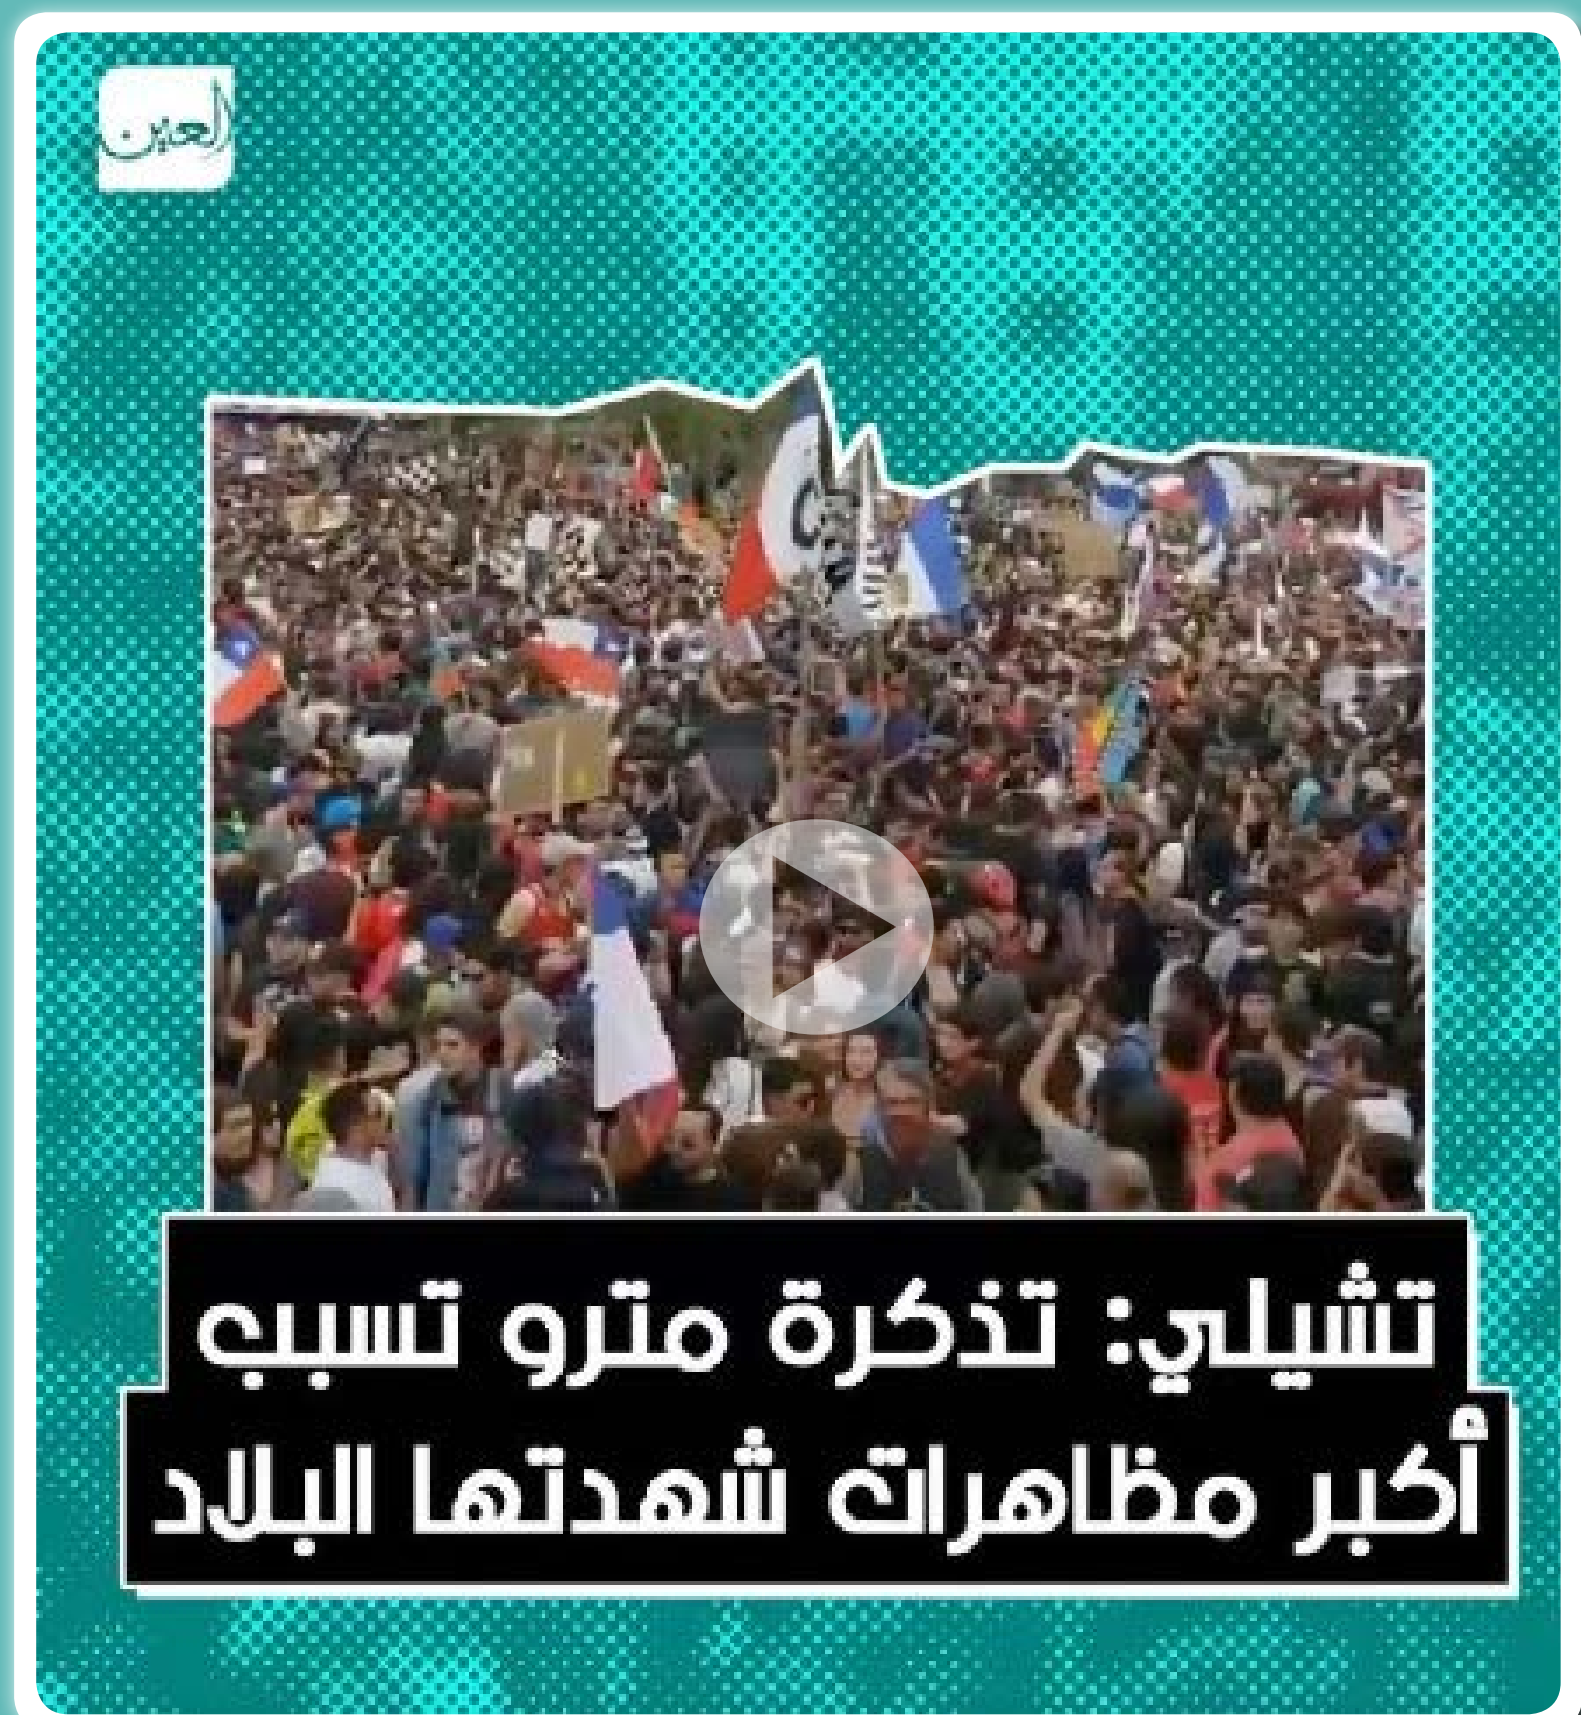 العين
تشيلي: تذكرة مترو تسبب
أكبر مظاهرات شهدتها البلاد